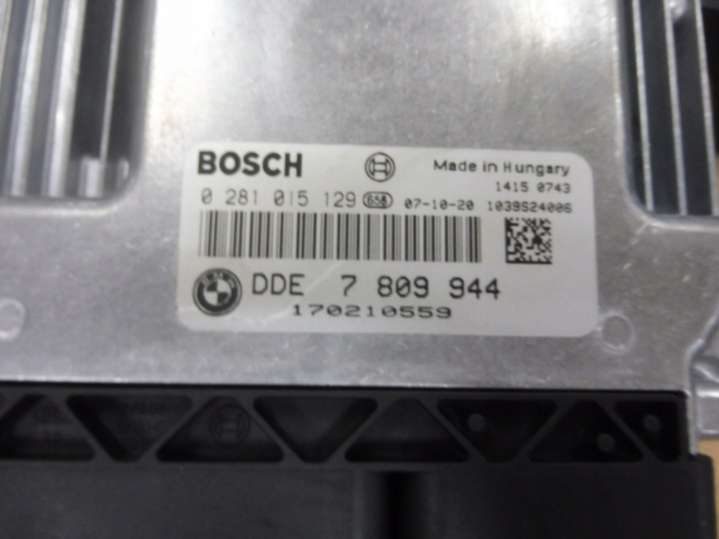 BOSCH Made in Hungary
1415 0743
0 281 015 129 658 07-10-20 1039S24006
DDE 7 809 944
170210559